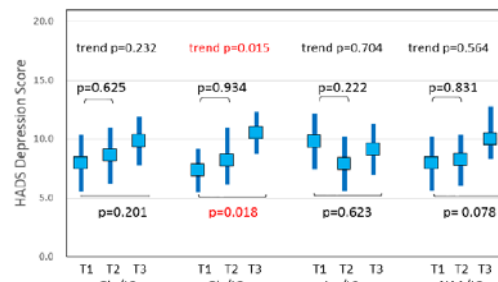 20.0
trend p=0.232 trend p=0.015 trend p=0.704 trend p=0.564
15.0
p=0.625 p=0.934 p=0.222 p=0.831
HADS Depression Score
10.0
5.0
p=0.201 p=0.018 p=0.623 p= 0.078
0.0
T1 T2 T3 T1 T2 T3 T1 T2 T3 T1 T2 T3